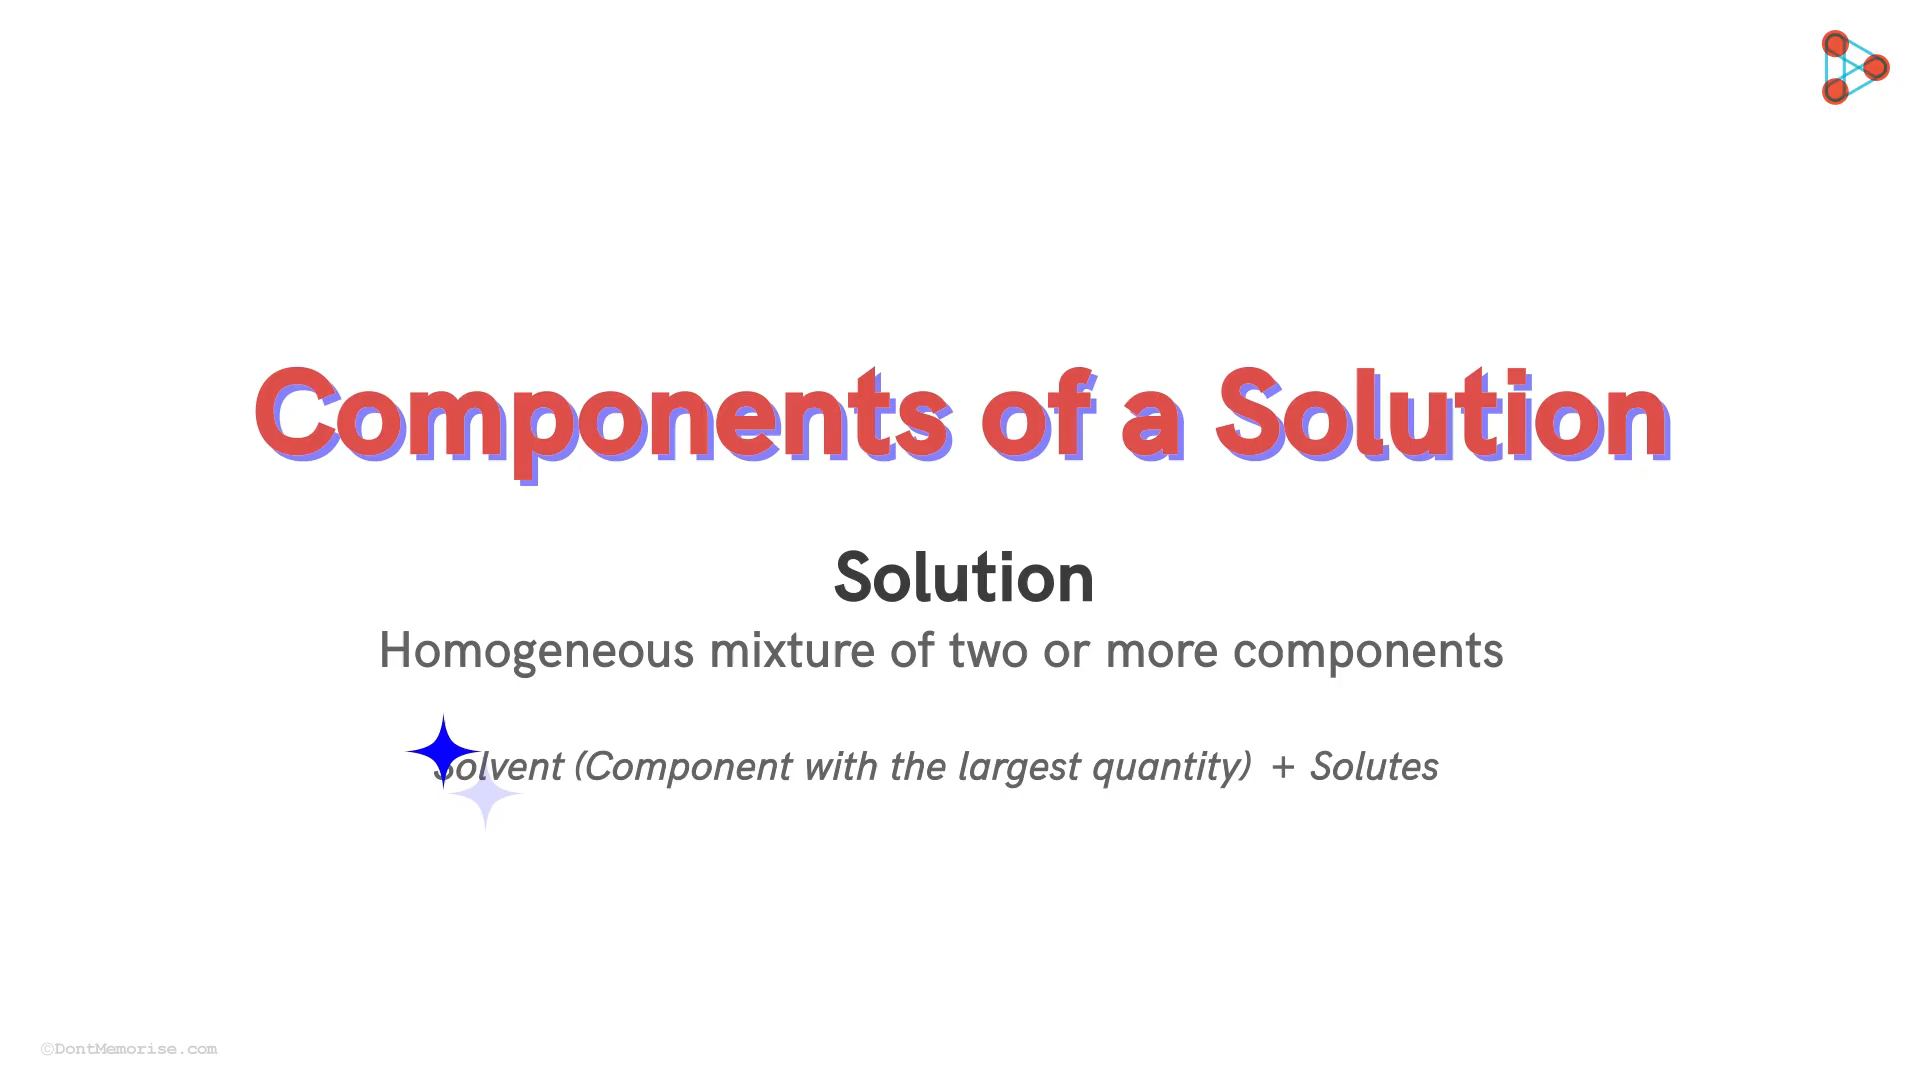 Components of a Solution
Solution
Homogeneous mixture of two or more components
Solvent (Component with the largest quantity) + Solutes
©DontMemorise.com